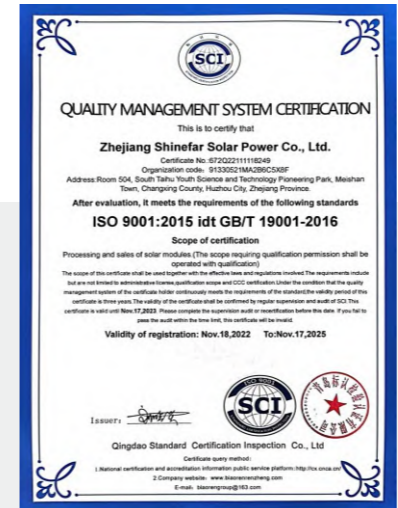 SCI
QUALITY MANAGEMENT SYSTEM CERTIFICATION
This is to certify that
Zhejiang Shinefar Solar Power Co., Ltd.
Certificate No.:672Q22111116249
Organization code: 91330521MA2B6C5X8F
Address:Room 504, South Taihu Youth Science and Technology Pioneering Park, Meishan
Town, Changxing County, Huzhou City, Zhejiang Province.
After evaluation, it meets the requirements of the following standards
ISO 9001:2015 idt GB/T 19001-2016
Scope of certification
Processing and sales of solar modules.(The scope requiring qualification permission shall be
operated with qualification)
The scope of this certificate shall be used together with the effective laws and regulations involved.The requirements include
but are not limited to administrative license,qualification scope and CCC certification.Under the condition that the quality
management system of the certificate holder continuously meets the requirements of the standard,the validity period of this
certificate is three years.The validity of the certificate shall be confirmed by regular supervision and audit of SCI.This
certificate is valid until Nov.17,2023 Please complete the supervision audit or recertification before this date. If you fail to
pass the audit within the time limit, this certificate will be invalid.
Validity of registration: Nov.18,2022 To:Nov.17,2025
Issuer:
ISO 9001
SCI
Qingdao Standard Certification Inspection Co., Ltd
Certificate query method:
1.National certification and accreditation information public service platform: http://cx.cnca.cn/
2.Company website: www.biaorenrenzheng.com
E-mail: biaorengroup@163.com